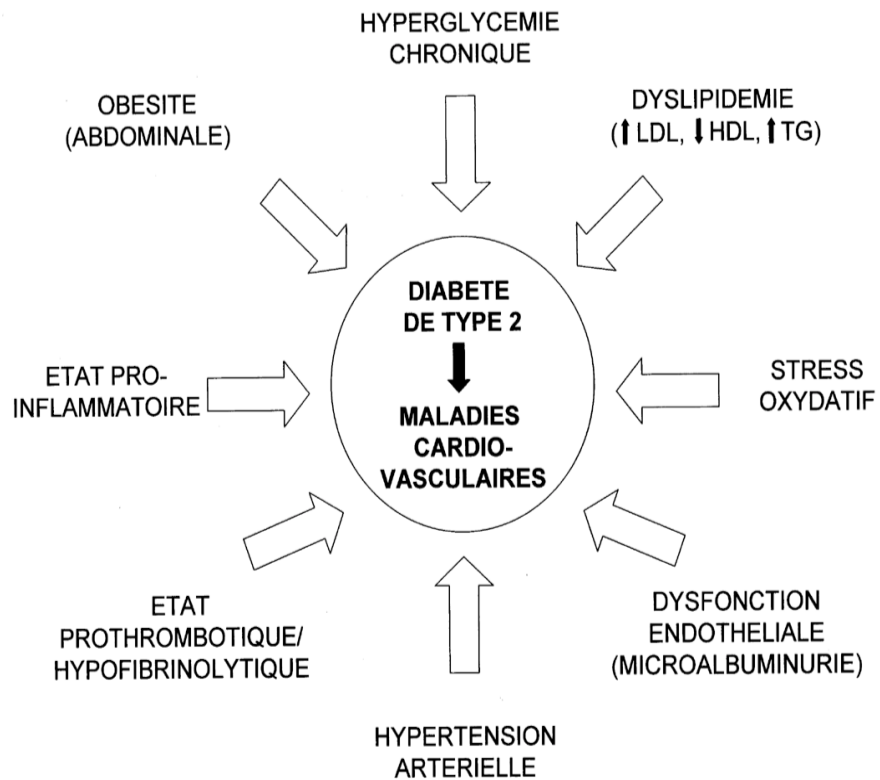 HYPERGLYCEMIE
CHRONIQUE
OBESITE
(ABDOMINALE)
DYSLIPIDEMIE
(⬆LDL, ⬇HDL, ⬆TG)
DIABETE
DE TYPE 2
MALADIES
CARDIO-
VASCULAIRES
ETAT PRO-
INFLAMMATOIRE
STRESS
OXYDATIF
ETAT
PROTHROMBOTIQUE/
HYPOFIBRINOLYTIQUE
DYSFONCTION
ENDOTHELIALE
(MICROALBUMINURIE)
HYPERTENSION
ARTERIELLE